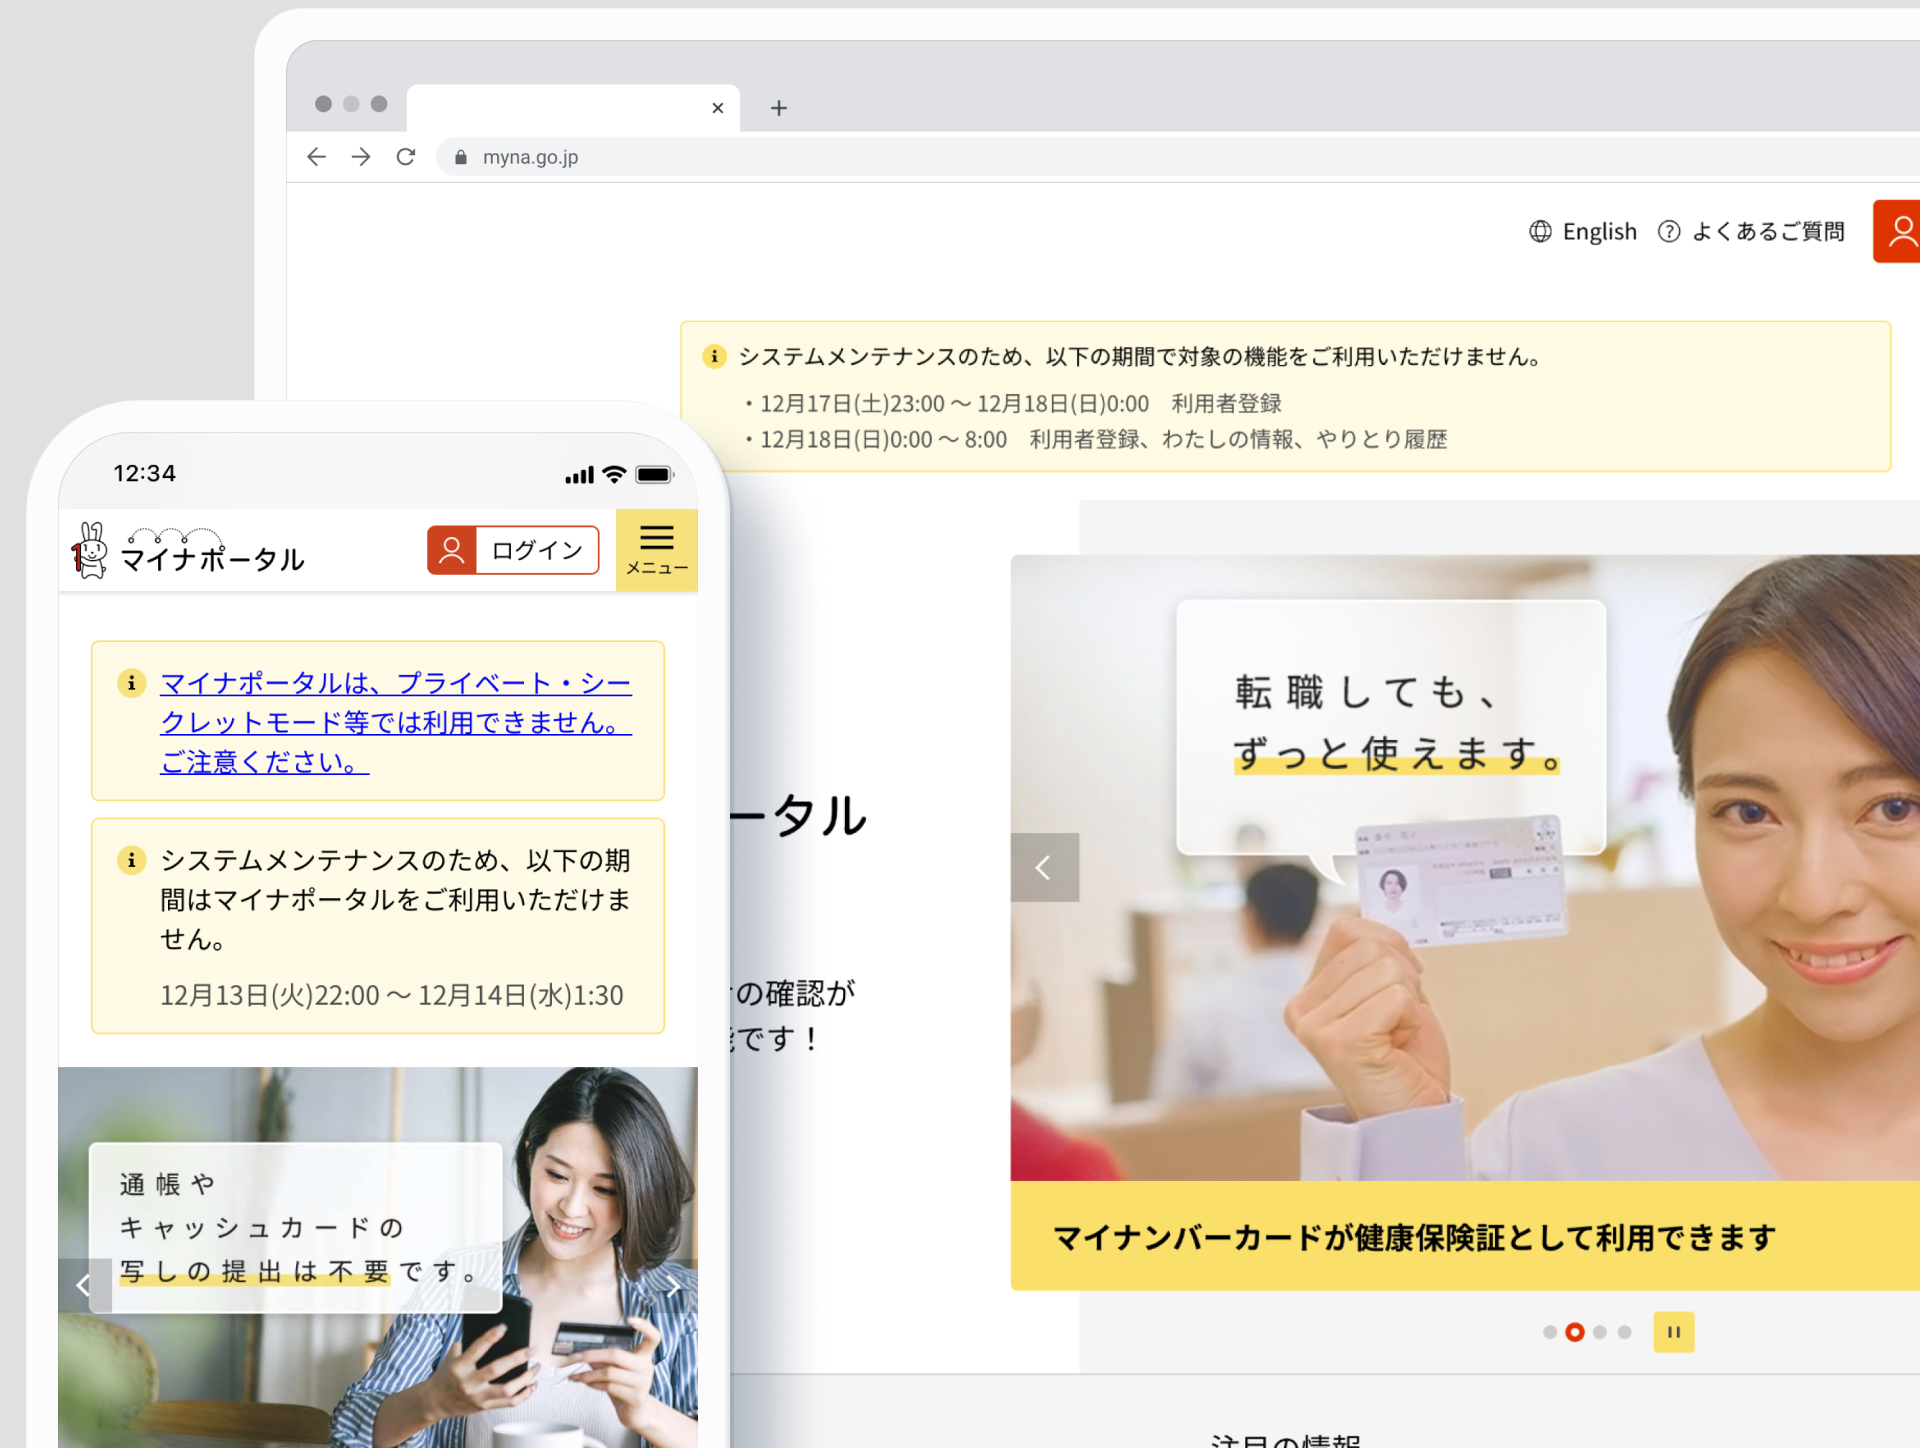 myna.go.jp
English
よくあるご質問
システムメンテナンスのため、以下の期間で対象の機能をご利用いただけません。
・12月17日(土)23:00 〜 12月18日(日)0:00　利用者登録
・12月18日(日)0:00 〜 8:00　利用者登録、わたしの情報、やりとり履歴
12:34
マイナポータル
ログイン
メニュー
マイナポータルは、プライベート・シー
クレットモード等では利用できません。
ご注意ください。
システムメンテナンスのため、以下の期
間はマイナポータルをご利用いただけま
せん。
12月13日(火)22:00 〜 12月14日(水)1:30
通帳や
キャッシュカードの
写しの提出は不要です。
ータル
の確認が
です！
転職しても、
ずっと使えます。
マイナンバーカードが健康保険証として利用できます
注目の情報